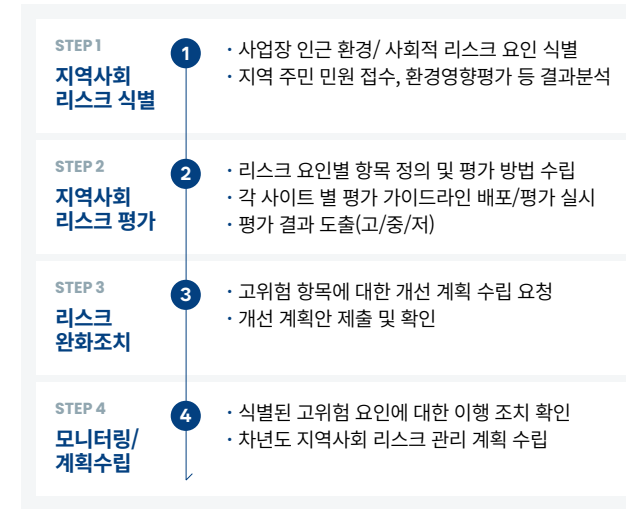 STEP 1
지역사회
리스크 식별
1
· 사업장 인근 환경/ 사회적 리스크 요인 식별
· 지역 주민 민원 접수, 환경영향평가 등 결과분석
STEP 2
지역사회
리스크 평가
2
· 리스크 요인별 항목 정의 및 평가 방법 수립
· 각 사이트 별 평가 가이드라인 배포/평가 실시
· 평가 결과 도출(고/중/저)
STEP 3
리스크
완화조치
3
· 고위험 항목에 대한 개선 계획 수립 요청
· 개선 계획안 제출 및 확인
STEP 4
모니터링/
계획수립
4
· 식별된 고위험 요인에 대한 이행 조치 확인
· 차년도 지역사회 리스크 관리 계획 수립